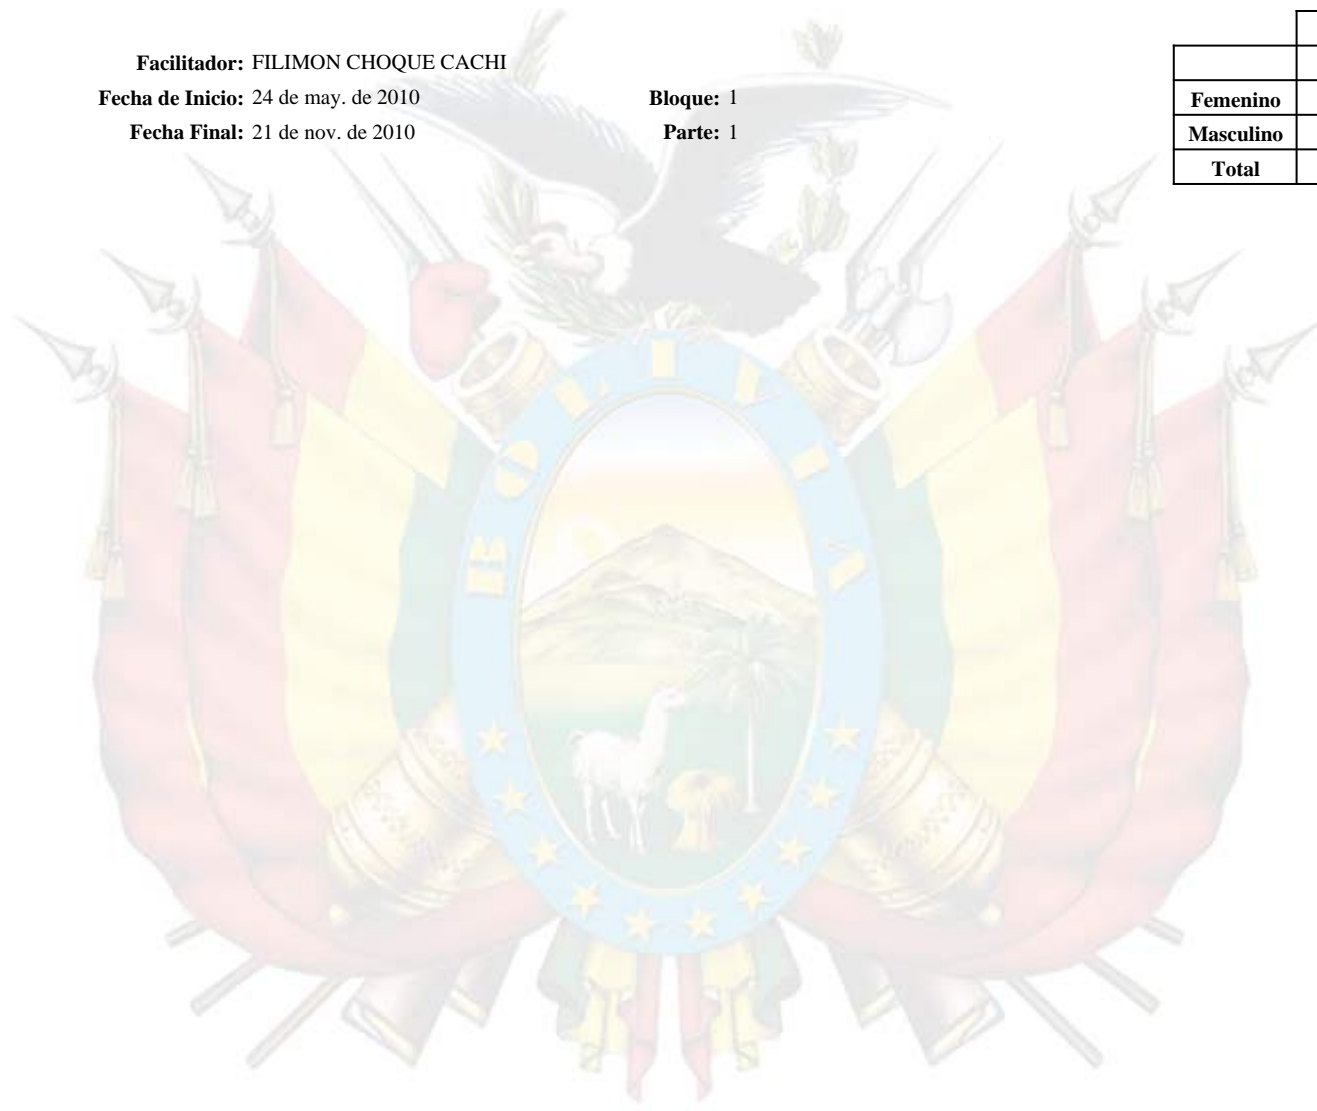 Facilitador: FILIMON CHOQUE CACHI
Fecha de Inicio: 24 de may. de 2010 Bloque: 1
Fecha Final: 21 de nov. de 2010 Parte: 1
Femenino
Masculino
Total
BOLIVIA